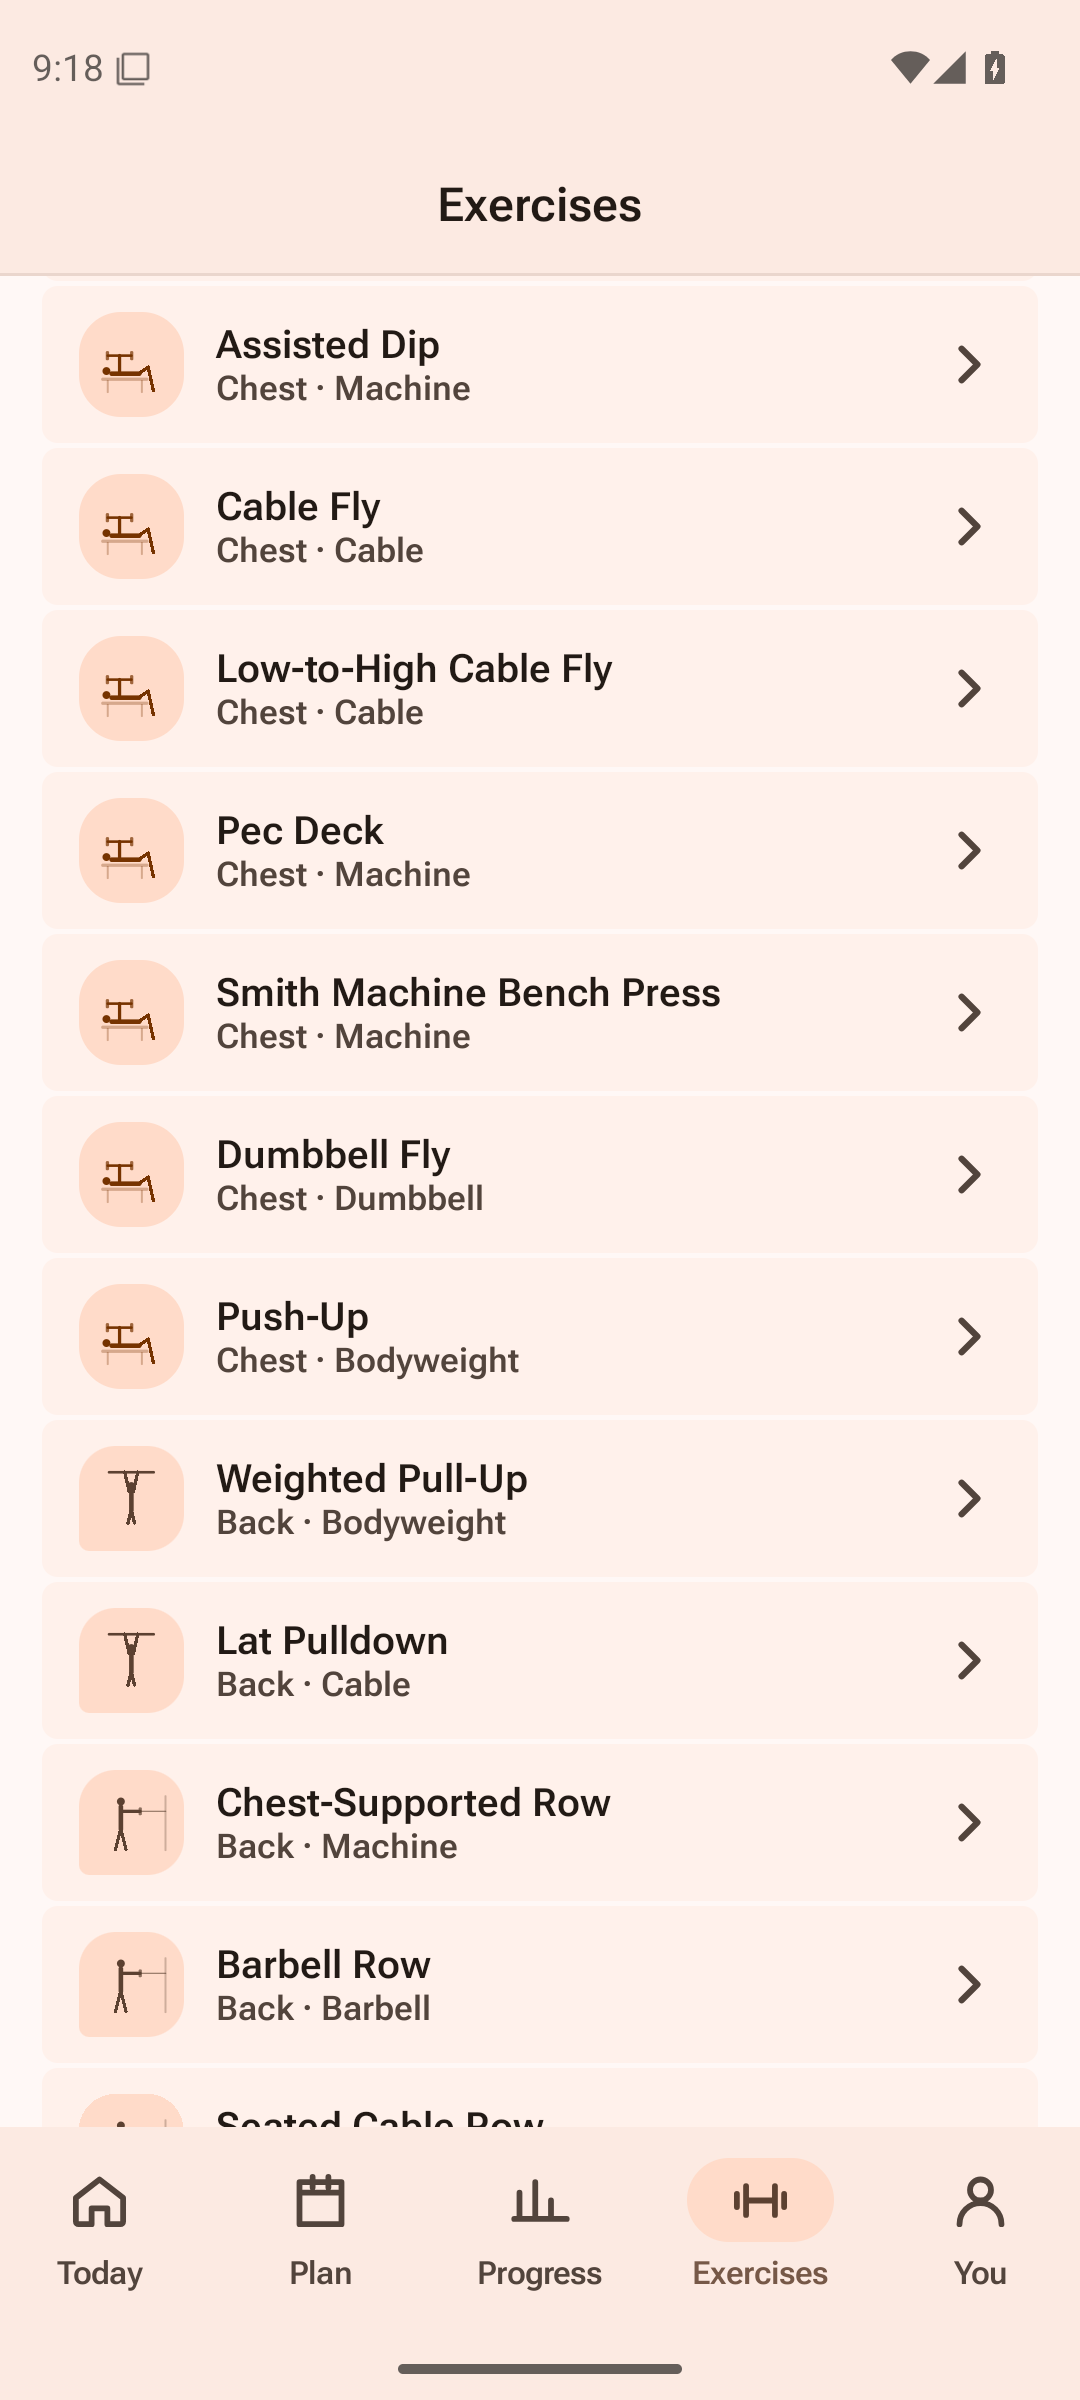 9:18
Exercises
Assisted Dip
Chest · Machine
Cable Fly
Chest · Cable
Low-to-High Cable Fly
Chest · Cable
Pec Deck
Chest · Machine
Smith Machine Bench Press
Chest · Machine
Dumbbell Fly
Chest · Dumbbell
Push-Up
Chest · Bodyweight
Weighted Pull-Up
Back · Bodyweight
Lat Pulldown
Back · Cable
Chest-Supported Row
Back · Machine
Barbell Row
Back · Barbell
Seated Cable Row
Today
Plan
Progress
Exercises
You